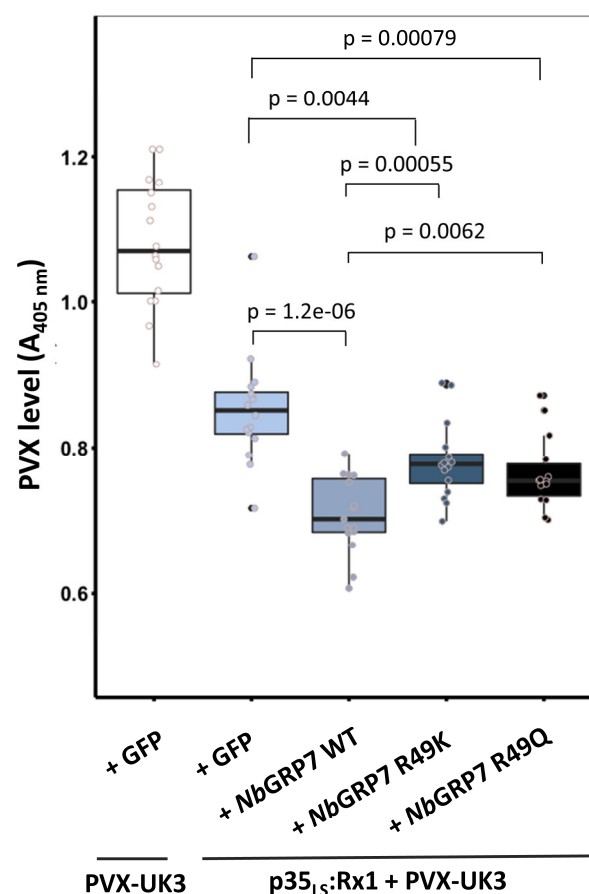 p = 0.00079
p = 0.0044
p = 0.00055
p = 0.0062
p = 1.2e-06
PVX level (A405 nm)
1.2
1.0
0.8
0.6
+ GFP
+ GFP
+ NbGRP7 WT
+ NbGRP7 R49K
+ NbGRP7 R49Q
PVX-UK3
p35LS:Rx1 + PVX-UK3